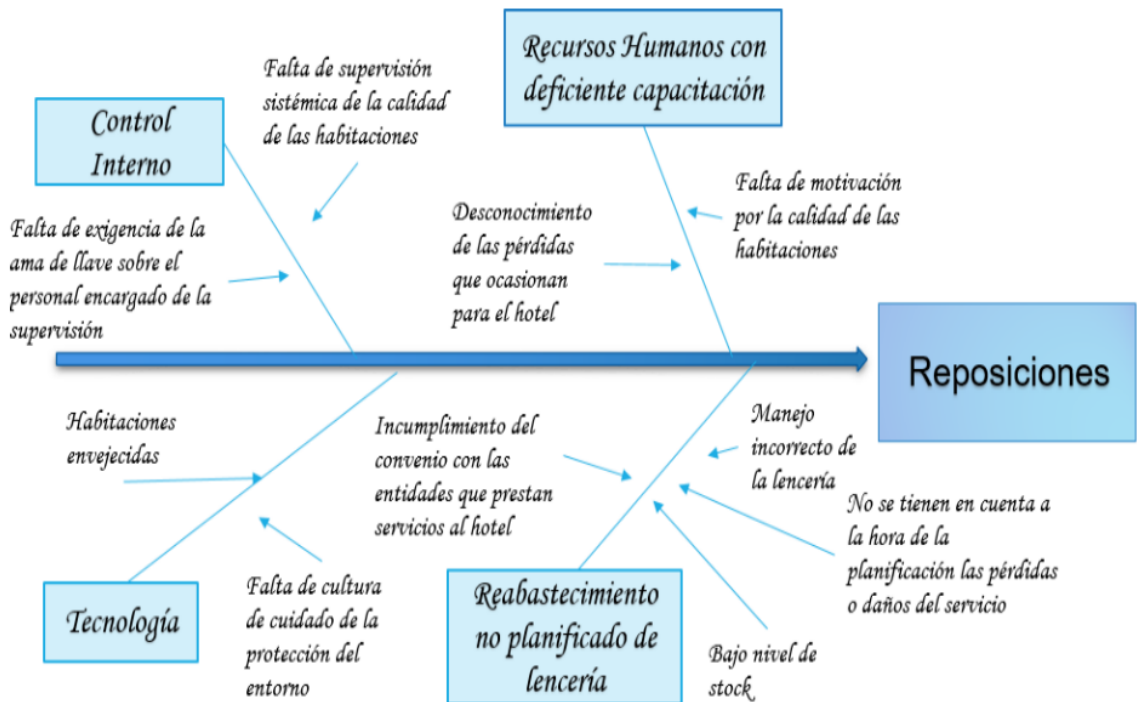 Recursos Humanos con
deficiente capacitación
Control
Interno
Falta de supervisión
sistémica de la calidad
de las habitaciones
Falta de exigencia de la
ama de llave sobre el
personal encargado de la
supervisión
Desconocimiento
de las pérdidas
que ocasionan
para el hotel
Falta de motivación
por la calidad de las
habitaciones
Reposiciones
Habitaciones
envejecidas
Incumplimiento del
convenio con las
entidades que prestan
servicios al hotel
Manejo
incorrecto de
la lencería
No se tienen en cuenta a
la hora de la
planificación las pérdidas
o daños del servicio
Tecnología
Falta de cultura
de cuidado de la
protección del
entorno
Reabastecimiento
no planificado de
lencería
Bajo nivel de
stock